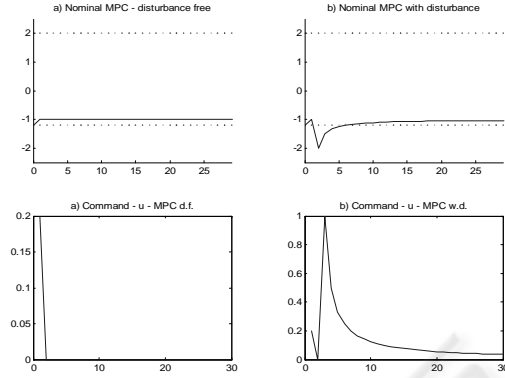 a) Nominal MPC - disturbance free
2
1
0
-1
-2
0 5 10 15 20 25
b) Nominal MPC with disturbance
2
1
0
-1
-2
0 5 10 15 20 25
a) Command - u - MPC d.f.
0.2
0.15
0.1
0.05
0
0 10 20 30
b) Command - u - MPC w.d.
1
0.8
0.6
0.4
0.2
0
0 10 20 30